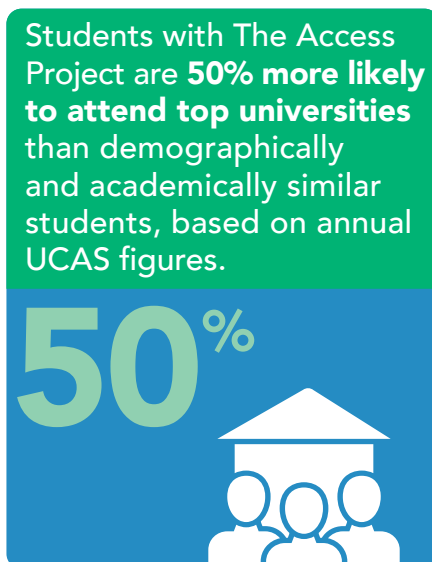 Students with The Access
Project are 50% more likely
to attend top universities
than demographically
and academically similar
students, based on annual
UCAS figures.
50%